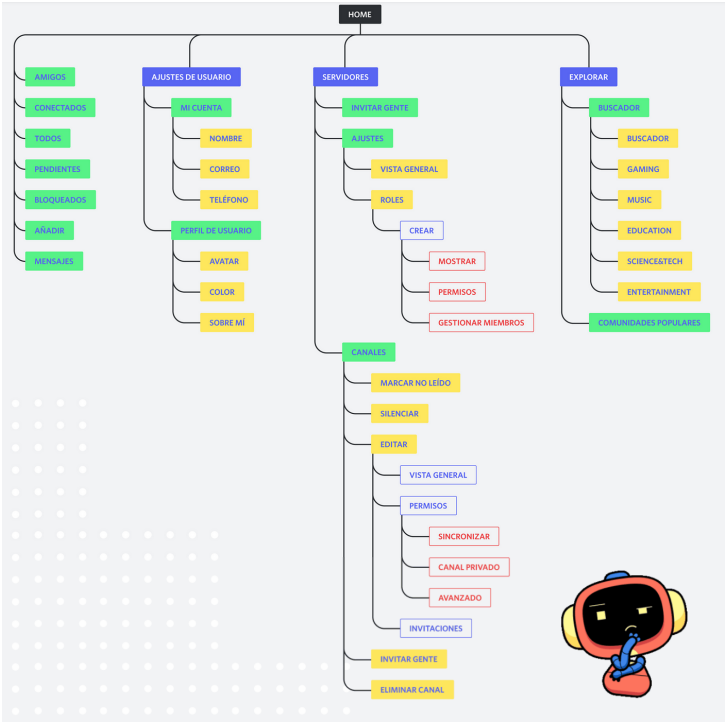 HOME
AMIGOS
CONECTADOS
TODOS
PENDIENTES
BLOQUEADOS
AÑADIR
MENSAJES
AJUSTES DE USUARIO
MI CUENTA
NOMBRE
CORREO
TELÉFONO
PERFIL DE USUARIO
AVATAR
COLOR
SOBRE MÍ
SERVIDORES
INVITAR GENTE
AJUSTES
VISTA GENERAL
ROLES
CREAR
MOSTRAR
PERMISOS
GESTIONAR MIEMBROS
CANALES
MARCAR NO LEÍDO
SILENCIAR
EDITAR
VISTA GENERAL
PERMISOS
SINCRONIZAR
CANAL PRIVADO
AVANZADO
INVITACIONES
INVITAR GENTE
ELIMINAR CANAL
EXPLORAR
BUSCADOR
BUSCADOR
GAMING
MUSIC
EDUCATION
SCIENCE&TECH
ENTERTAINMENT
COMUNIDADES POPULARES